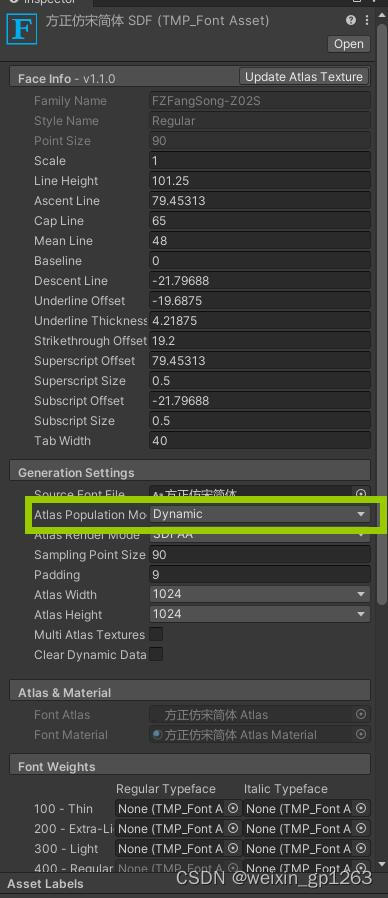 Inspector
方正仿宋简体 SDF (TMP_Font Asset)
Open
Face Info - v1.1.0 Update Atlas Texture
Family Name FZFangSong-Z02S
Style Name Regular
Point Size 90
Scale 1
Line Height 101.25
Ascent Line 79.45313
Cap Line 65
Mean Line 48
Baseline 0
Descent Line -21.79688
Underline Offset -19.6875
Underline Thickness 4.21875
Strikethrough Offset 19.2
Superscript Offset 79.45313
Superscript Size 0.5
Subscript Offset -21.79688
Subscript Size 0.5
Tab Width 40
Generation Settings
Source Font File Aa方正仿宋简体
Atlas Population Mo Dynamic
Atlas Render Mode SDFAA
Sampling Point Size 90
Padding 9
Atlas Width 1024
Atlas Height 1024
Multi Atlas Textures
Clear Dynamic Data
Atlas & Material
Font Atlas 方正仿宋简体 Atlas
Font Material 方正仿宋简体 Atlas Material
Font Weights
Regular Typeface Italic Typeface
100 - Thin None (TMP_Font A None (TMP_Font A
200 - Extra-Li None (TMP_Font A None (TMP_Font A
300 - Light None (TMP_Font A None (TMP_Font A
400 - Regular None (TMP_Font A None (TMP_Font A
Asset Labels
CSDN @weixin_gp1263